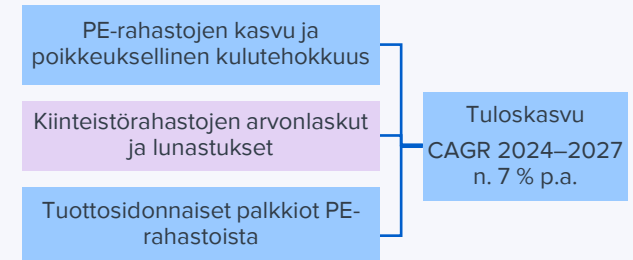 PE-rahastojen kasvu ja
poikkeuksellinen kulutehokkuus
Kiinteistörahastojen arvonlaskut
ja lunastukset
Tuottosidonnaiset palkkiot PE-
rahastoista
Tuloskasvu
CAGR 2024–2027
n. 7 % p.a.